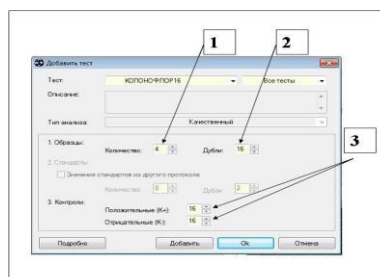 1
2
Добавить тест
Тест: КОЛОНОФЛОР16 Все тесты
Описание:
Тип анализа: Качественный
1. Образцы:
Количество: 4 Дубли: 16
3
2. Стандарты:
Значения стандартов из другого протокола
Количество: 0 Дубли: 2
3. Контроли:
Положительные (K+): 16
Отрицательные (K-): 16
Подробно Добавить Ok Отмена